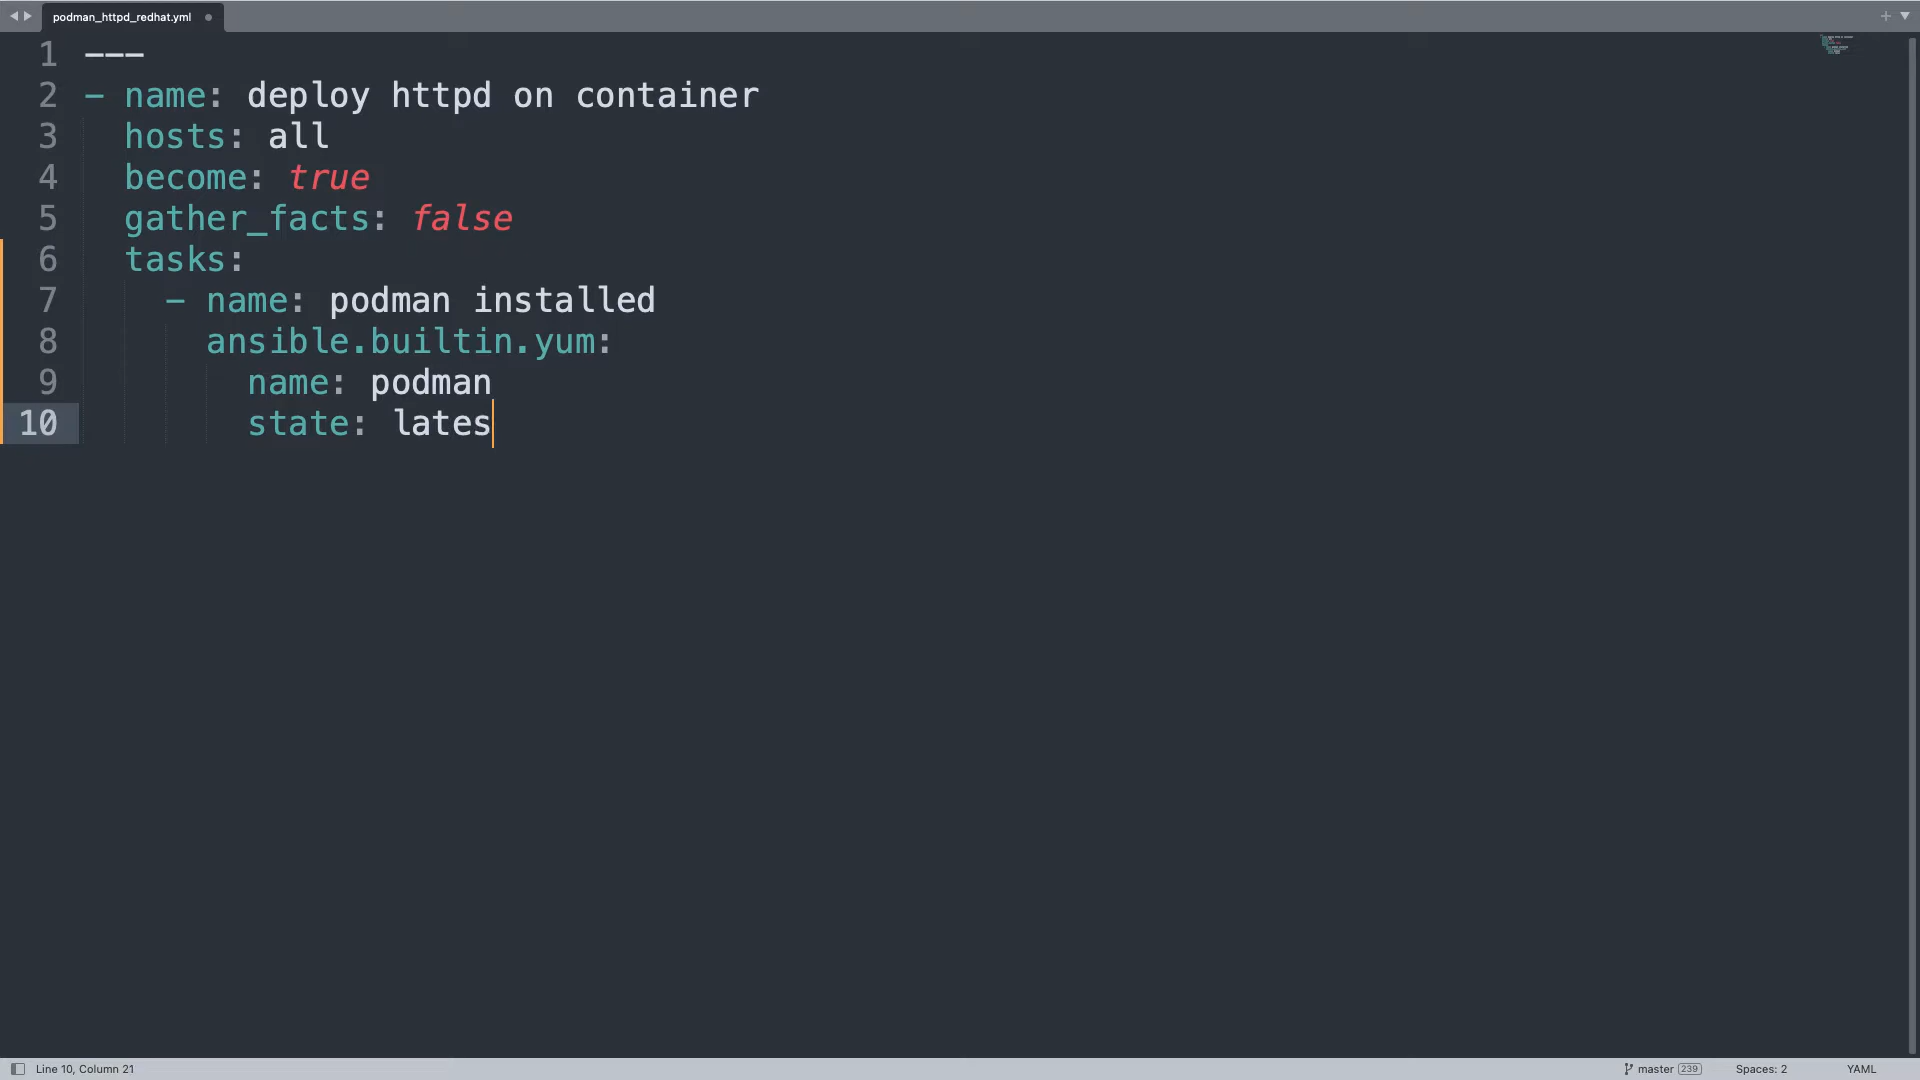 podman_httpd_redhat.yml
1 ---
2 - name: deploy httpd on container
3   hosts: all
4   become: true
5   gather_facts: false
6   tasks:
7     - name: podman installed
8       ansible.builtin.yum:
9         name: podman
10         state: lates
Line 10, Column 21
master 239
Spaces: 2
YAML